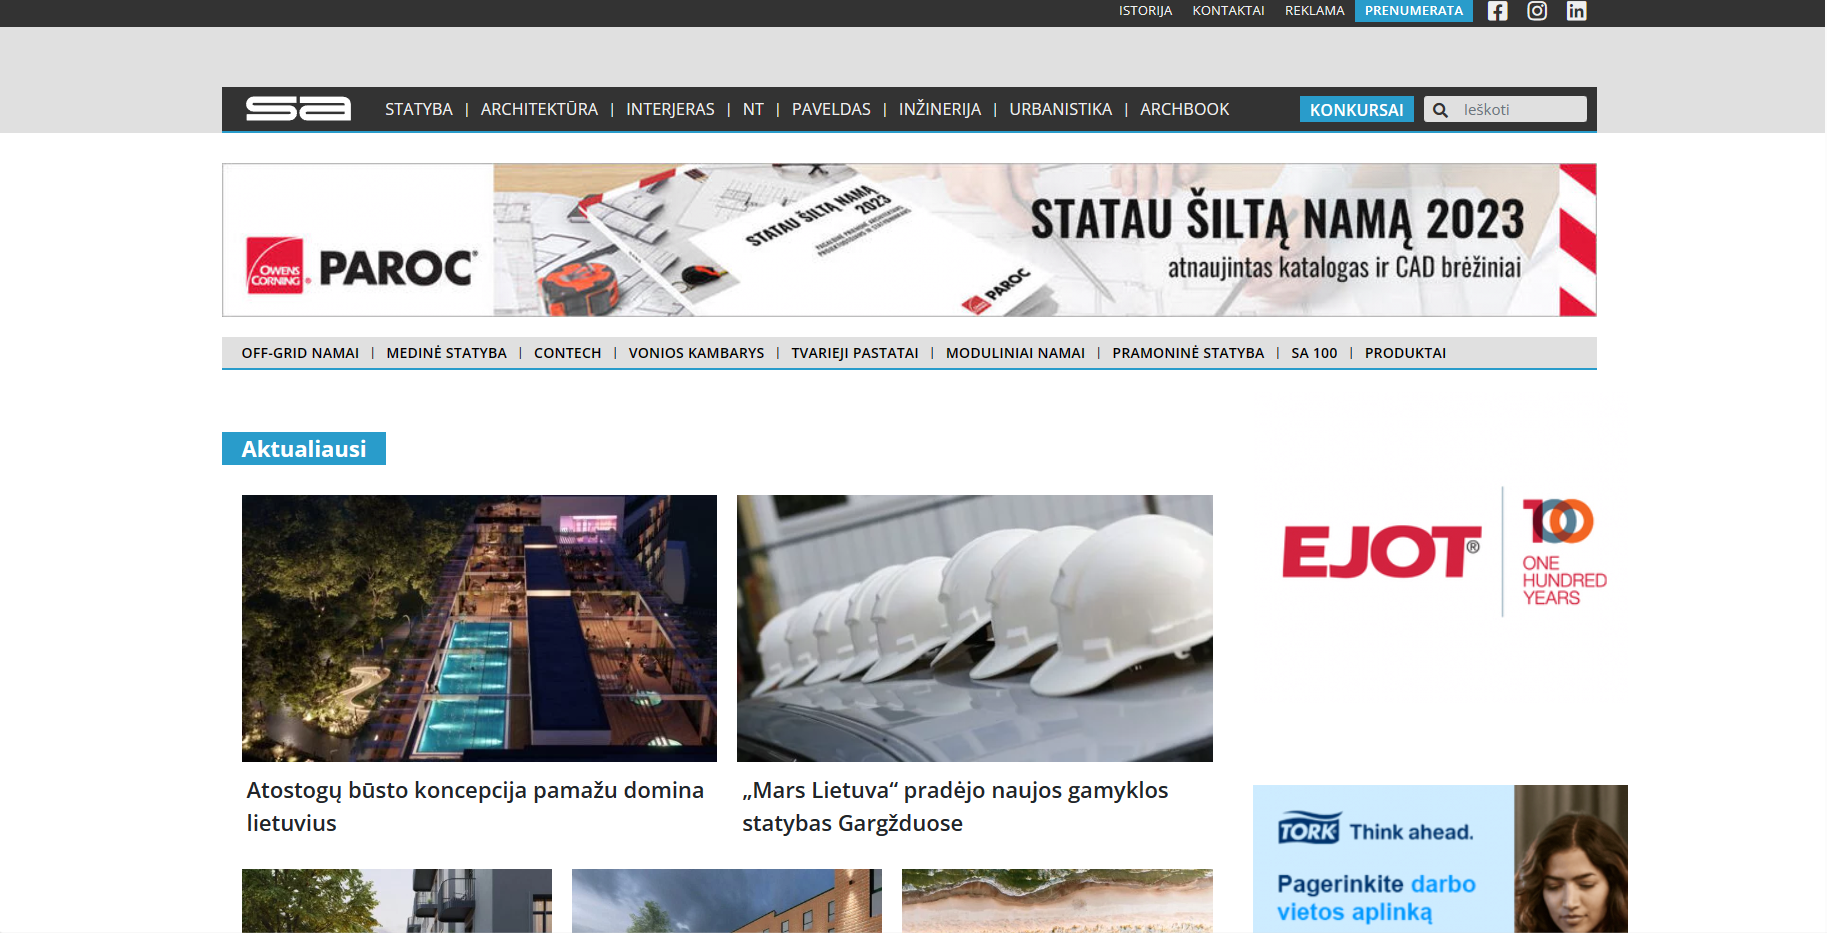 ISTORIJA KONTAKTAI REKLAMA PRENUMERATA
sa STATYBA | ARCHITEKTŪRA | INTERJERAS | NT | PAVELDAS | INŽINERIJA | URBANISTIKA | ARCHBOOK KONKURSAI Ieškoti
OWENS CORNING PAROC®
STATAU ŠILTĄ NAMĄ 2023
PAROC
STATAU ŠILTĄ NAMĄ 2023
atnaujintas katalogas ir CAD brėžiniai
OFF-GRID NAMAI | MEDINĖ STATYBA | CONTECH | VONIOS KAMBARYS | TVARIEJI PASTATAI | MODULINIAI NAMAI | PRAMONINĖ STATYBA | SA 100 | PRODUKTAI
Aktualiausi
EJOT®
100
ONE
HUNDRED
YEARS
Atostogų būsto koncepcija pamažu domina
lietuvius
„Mars Lietuva“ pradėjo naujos gamyklos
statybas Gargžduose
TORK Think ahead.
Pagerinkite darbo
vietos aplinką